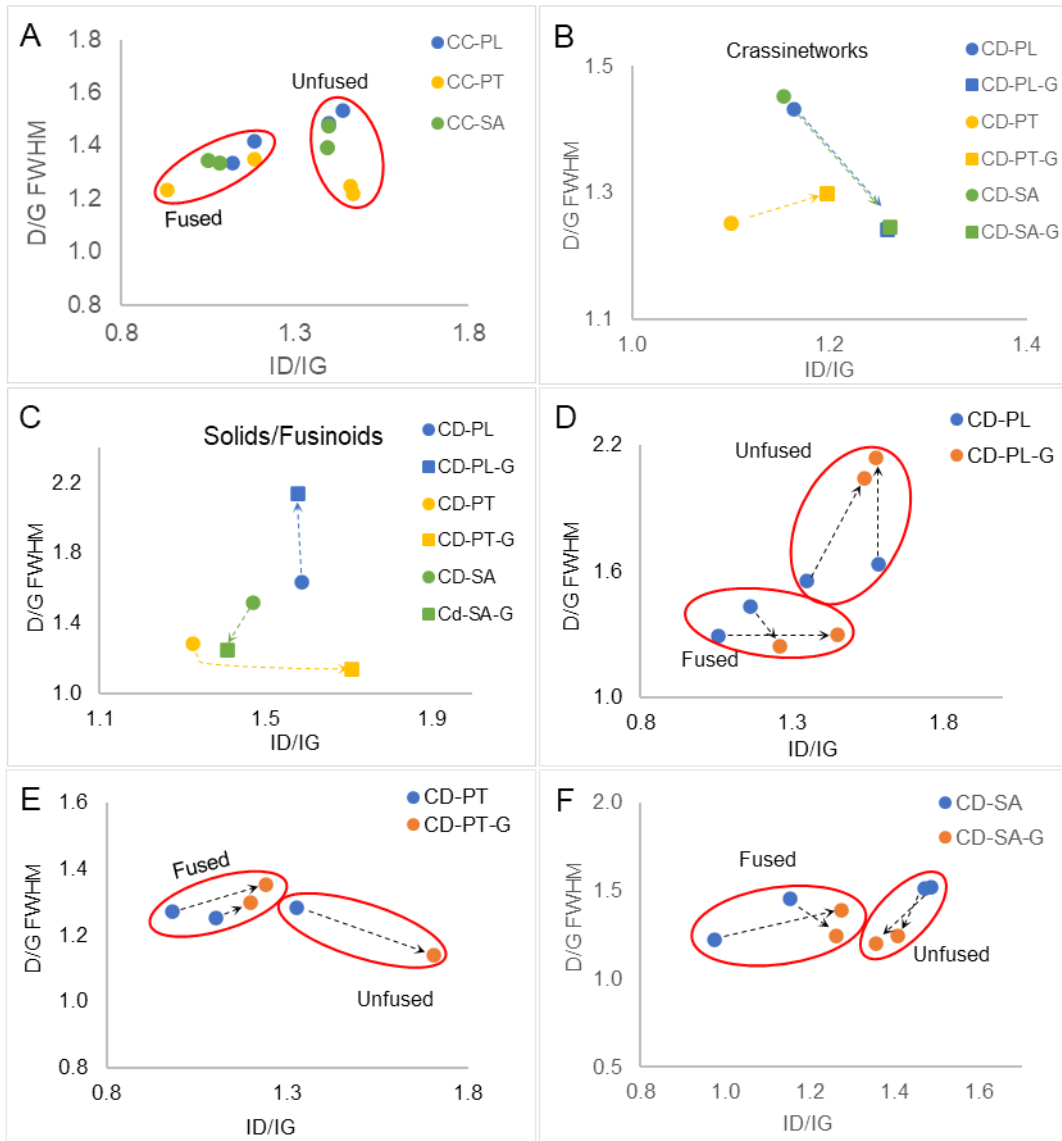 A
1.8
1.6
1.4
1.2
1.0
0.8
0.8
1.3
1.8
D/G FWHM
ID/IG
Unfused
Fused
CC-PL
CC-PT
CC-SA
B
Crassinetworks
1.5
1.3
1.1
1.0
1.2
1.4
D/G FWHM
ID/IG
CD-PL
CD-PL-G
CD-PT
CD-PT-G
CD-SA
CD-SA-G
C
Solids/Fusinoids
2.2
1.8
1.4
1.0
1.1
1.5
1.9
D/G FWHM
ID/IG
CD-PL
CD-PL-G
CD-PT
CD-PT-G
CD-SA
Cd-SA-G
D
2.2
1.6
1.0
0.8
1.3
1.8
D/G FWHM
ID/IG
Unfused
Fused
CD-PL
CD-PL-G
E
1.6
1.4
1.2
1.0
0.8
0.8
1.3
1.8
D/G FWHM
ID/IG
Fused
Unfused
CD-PT
CD-PT-G
F
2.0
1.5
1.0
0.5
1.0
1.2
1.4
1.6
D/G FWHM
ID/IG
Fused
Unfused
CD-SA
CD-SA-G